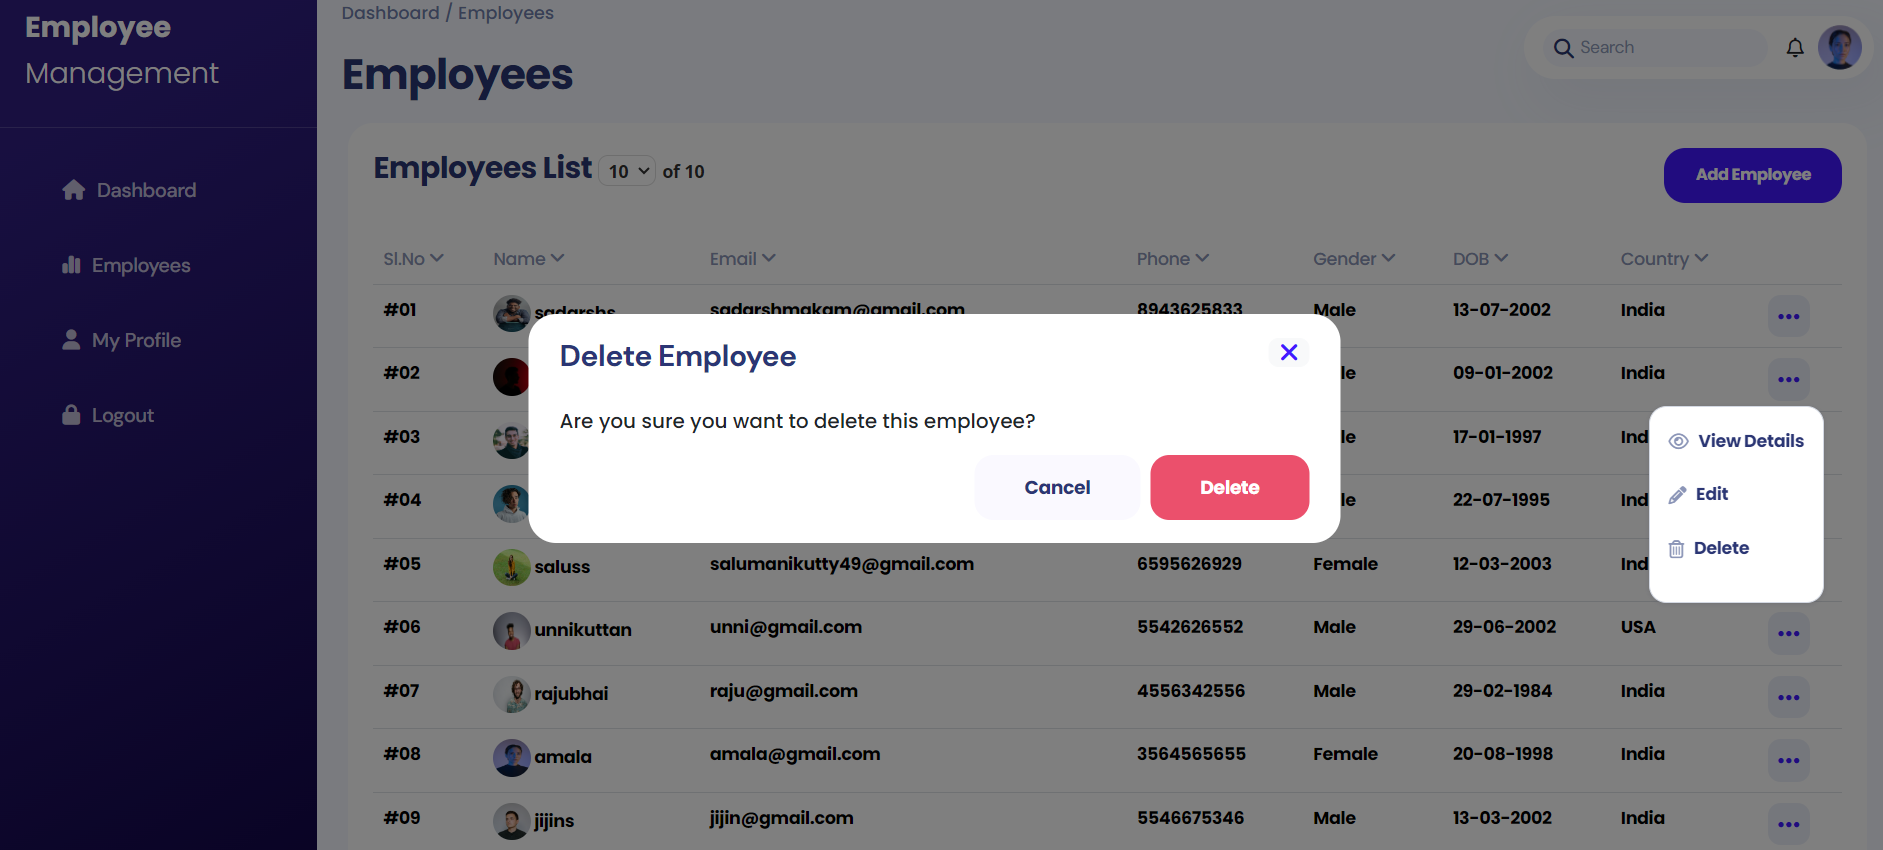 Employee
Management
Dashboard
Employees
My Profile
Logout
Dashboard / Employees
Employees
Search
Employees List 10 of 10
Add Employee
Sl.No Name Email Phone Gender DOB Country
#01 sadarshs sadarshmakam@gmail.com 8943625833 Male 13-07-2002 India
#02 le 09-01-2002 India
#03 le 17-01-1997 Ind
#04 le 22-07-1995 Ind
#05 saluss salumanikutty49@gmail.com 6595626929 Female 12-03-2003 Ind
#06 unnikuttan unni@gmail.com 5542626552 Male 29-06-2002 USA
#07 rajubhai raju@gmail.com 4556342556 Male 29-02-1984 India
#08 amala amala@gmail.com 3564565655 Female 20-08-1998 India
#09 jijins jijin@gmail.com 5546675346 Male 13-03-2002 India
Delete Employee
Are you sure you want to delete this employee?
Cancel Delete
View Details
Edit
Delete